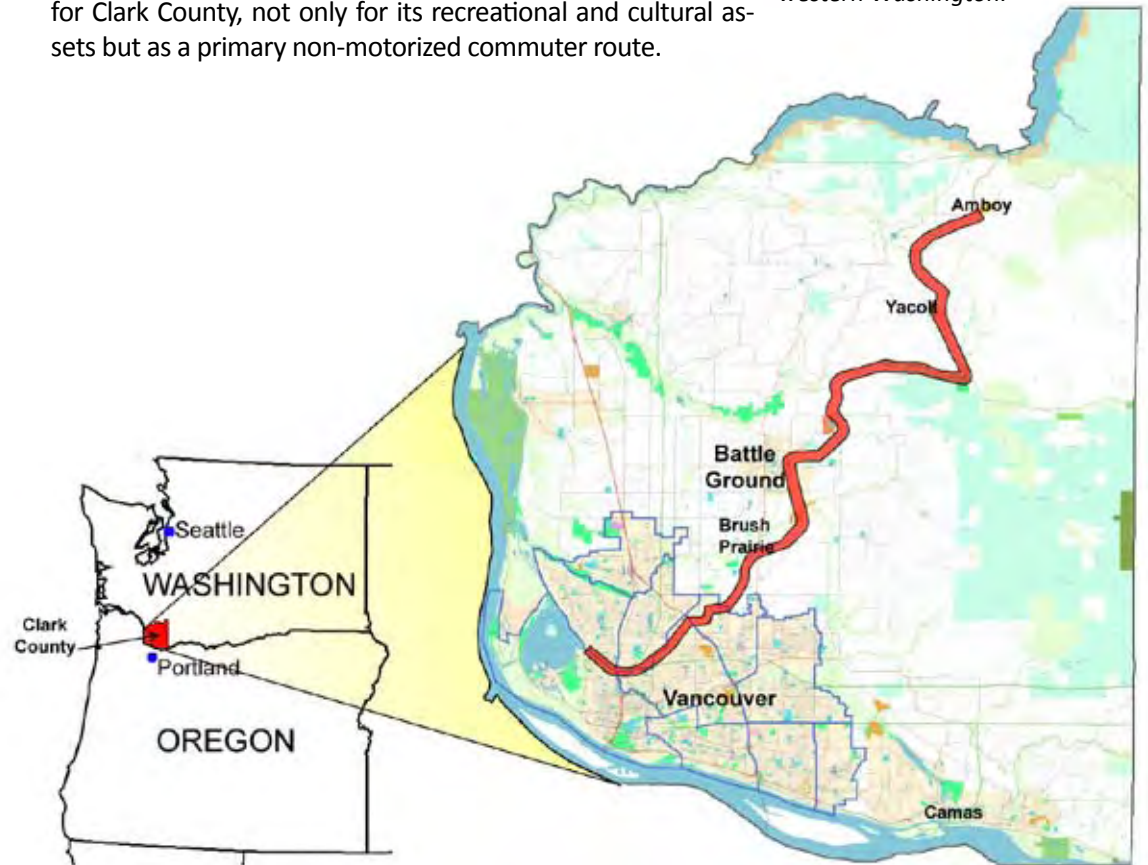 for Clark County, not only for its recreational and cultural as-
sets but as a primary non-motorized commuter route.
western Washington.
Amboy
Yacolt
Battle
Ground
Brush
Prairie
Seattle
WASHINGTON
Clark
County
Portland
Vancouver
OREGON
Camas